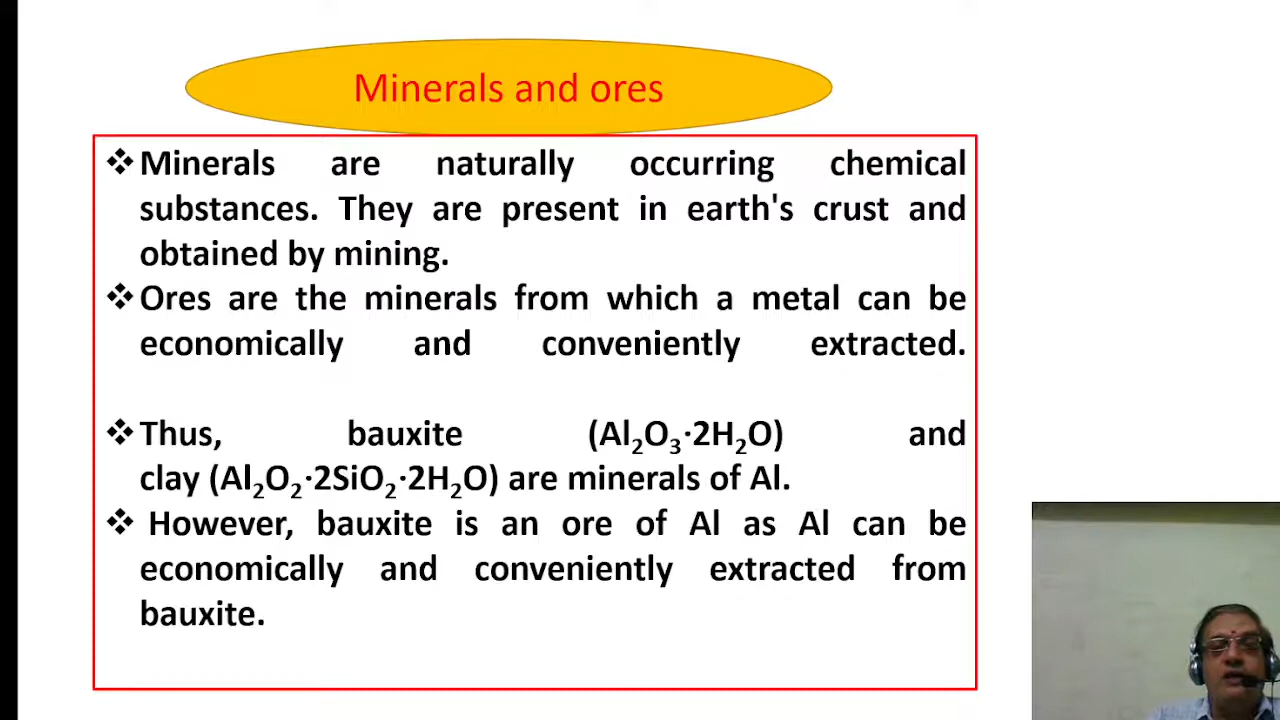 Minerals and ores
❖Minerals are naturally occurring chemical
substances. They are present in earth's crust and
obtained by mining.
❖Ores are the minerals from which a metal can be
economically and conveniently extracted.
❖Thus, bauxite (Al₂O₃·2H₂O) and
clay (Al₂O₂·2SiO₂·2H₂O) are minerals of Al.
❖ However, bauxite is an ore of Al as Al can be
economically and conveniently extracted from
bauxite.